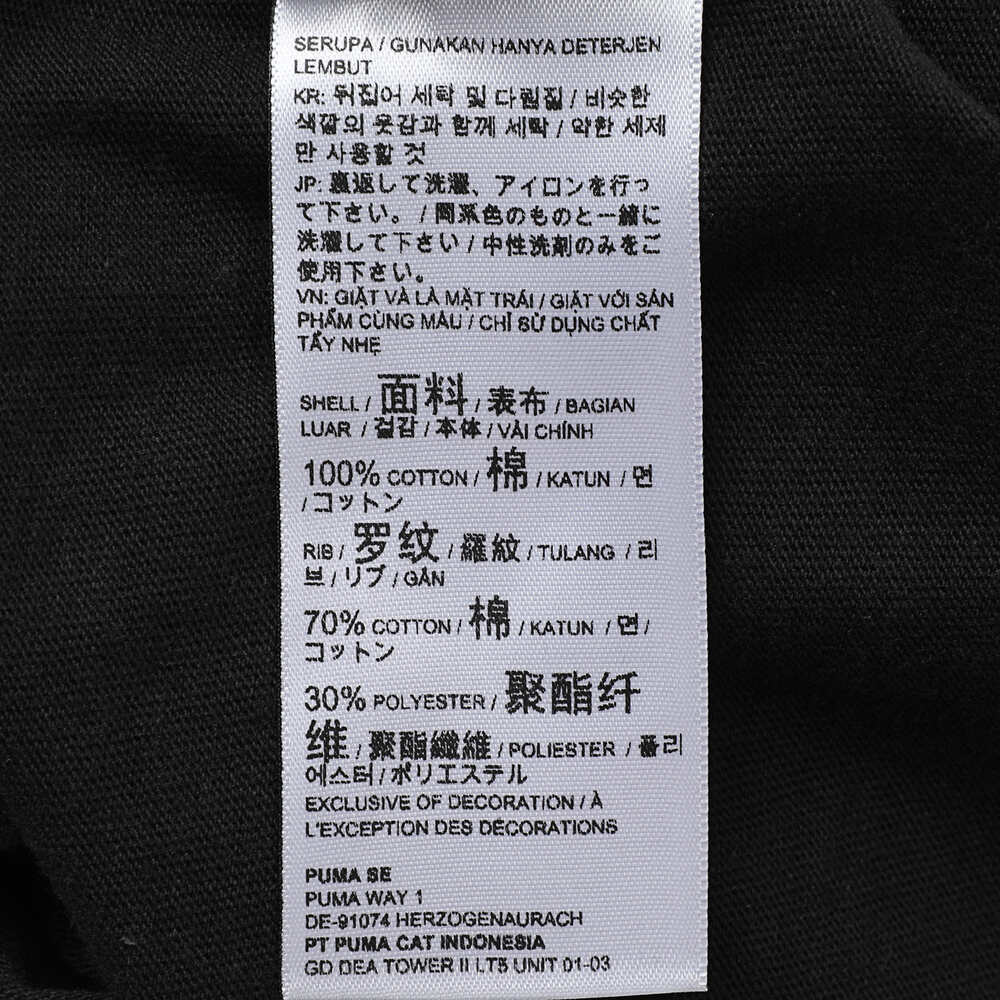 SERUPA / GUNAKAN HANYA DETERJEN
LEMBUT
KR: 뒤집어 세탁 및 다림질 / 비슷한
색깔의 옷감과 함께 세탁 / 약한 세제
만 사용할 것
JP: 裏返して洗濯、アイロンを行っ
て下さい。/ 同系色のものと一緒に
洗濯して下さい / 中性洗剤のみをご
使用下さい。
VN: GIẶT VÀ LÀ MẶT TRÁI / GIẶT VỚI SẢN
PHẨM CÙNG MÀU / CHỈ SỬ DỤNG CHẤT
TẨY NHẸ
SHELL / 面料 / 表布 / BAGIAN
LUAR / 겉감 / 本体 / VẢI CHÍNH
100% COTTON / 棉 / KATUN / 면
/ コットン
RIB / 罗纹 / 羅紋 / TULANG / 리
브 / リブ / GÂN
70% COTTON / 棉 / KATUN / 면 /
コットン
30% POLYESTER / 聚酯纤
维 / 聚酯纖維 / POLIESTER / 폴리
에스터 / ポリエステル
EXCLUSIVE OF DECORATION / À
L'EXCEPTION DES DÉCORATIONS
PUMA SE
PUMA WAY 1
DE-91074 HERZOGENAURACH
PT PUMA CAT INDONESIA
GD DEA TOWER II LT5 UNIT 01-03